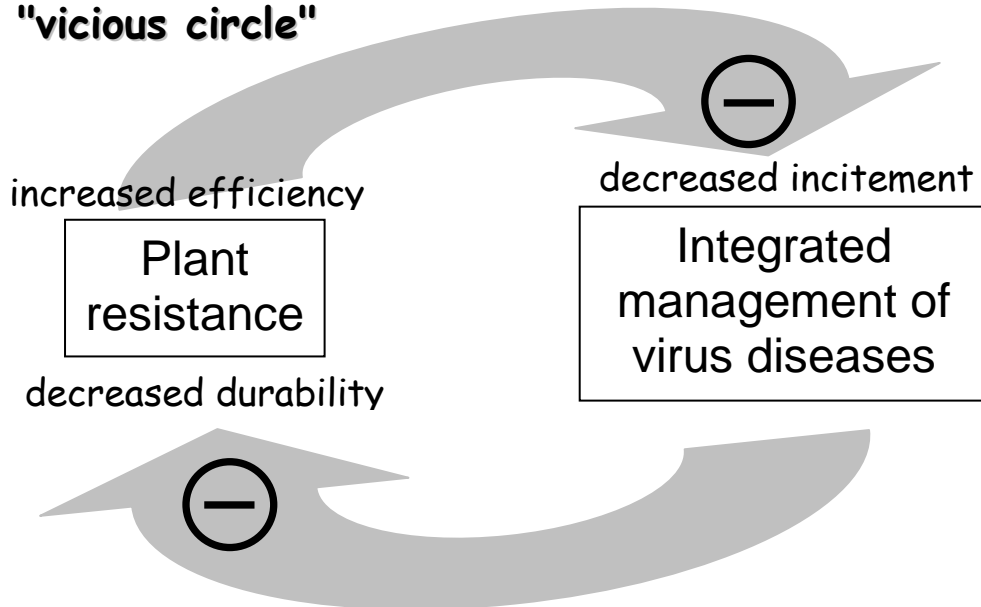 "vicious circle"
increased efficiency
Plant
resistance
decreased durability
decreased incitement
Integrated
management of
virus diseases